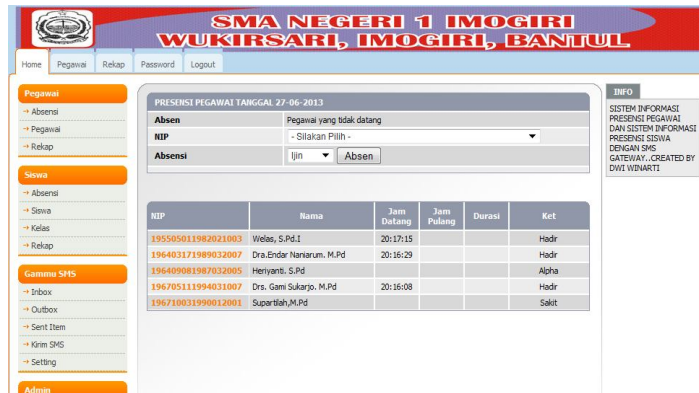 SMA NEGERI 1 IMOGIRI
WUKIRSARI, IMOGIRI, BANTUL
Home Pegawai Rekap Password Logout
Pegawai
→ Absensi
→ Pegawai
→ Rekap
Siswa
→ Absensi
→ Siswa
→ Kelas
→ Rekap
Gammu SMS
→ Inbox
→ Outbox
→ Sent Item
→ Kirim SMS
→ Setting
Admin
PRESENSI PEGAWAI TANGGAL 27-06-2013
Absen Pegawai yang tidak datang
NIP - Silakan Pilih -
Absensi Ijin Absen
NIP Nama Jam Datang Jam Pulang Durasi Ket
195505011982021003 Welas, S.Pd.I 20:17:15 Hadir
196403171989032007 Dra.Endar Naniarum. M.Pd 20:16:29 Hadir
196409081987032005 Heriyanti. S.Pd Alpha
196705111994031007 Drs. Gami Sukarjo. M.Pd 20:16:08 Hadir
196710031990012001 Supartilah,M.Pd Sakit
INFO
SISTEM INFORMASI
PRESENSI PEGAWAI
DAN SISTEM INFORMASI
PRESENSI SISWA
DENGAN SMS
GATEWAY..CREATED BY
DWI WINARTI